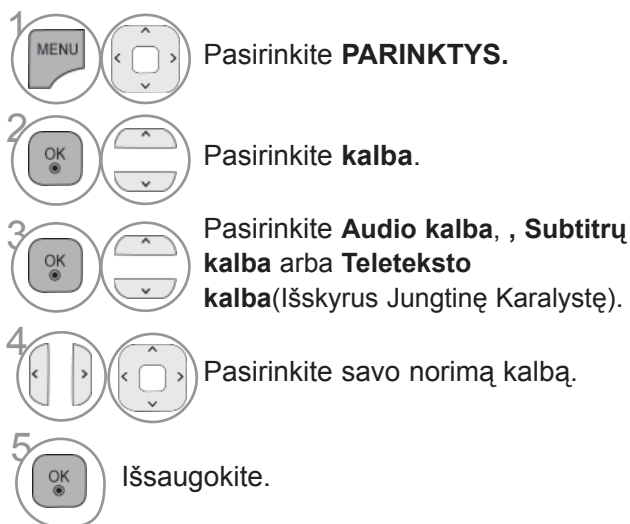 1
MENU
Pasirinkite PARINKTYS.
2
OK
Pasirinkite kalba.
3
OK
Pasirinkite Audio kalba, , Subtitrų
kalba arba Teleteksto
kalba(Išskyrus Jungtinę Karalystę).
4
Pasirinkite savo norimą kalbą.
5
OK
Išsaugokite.